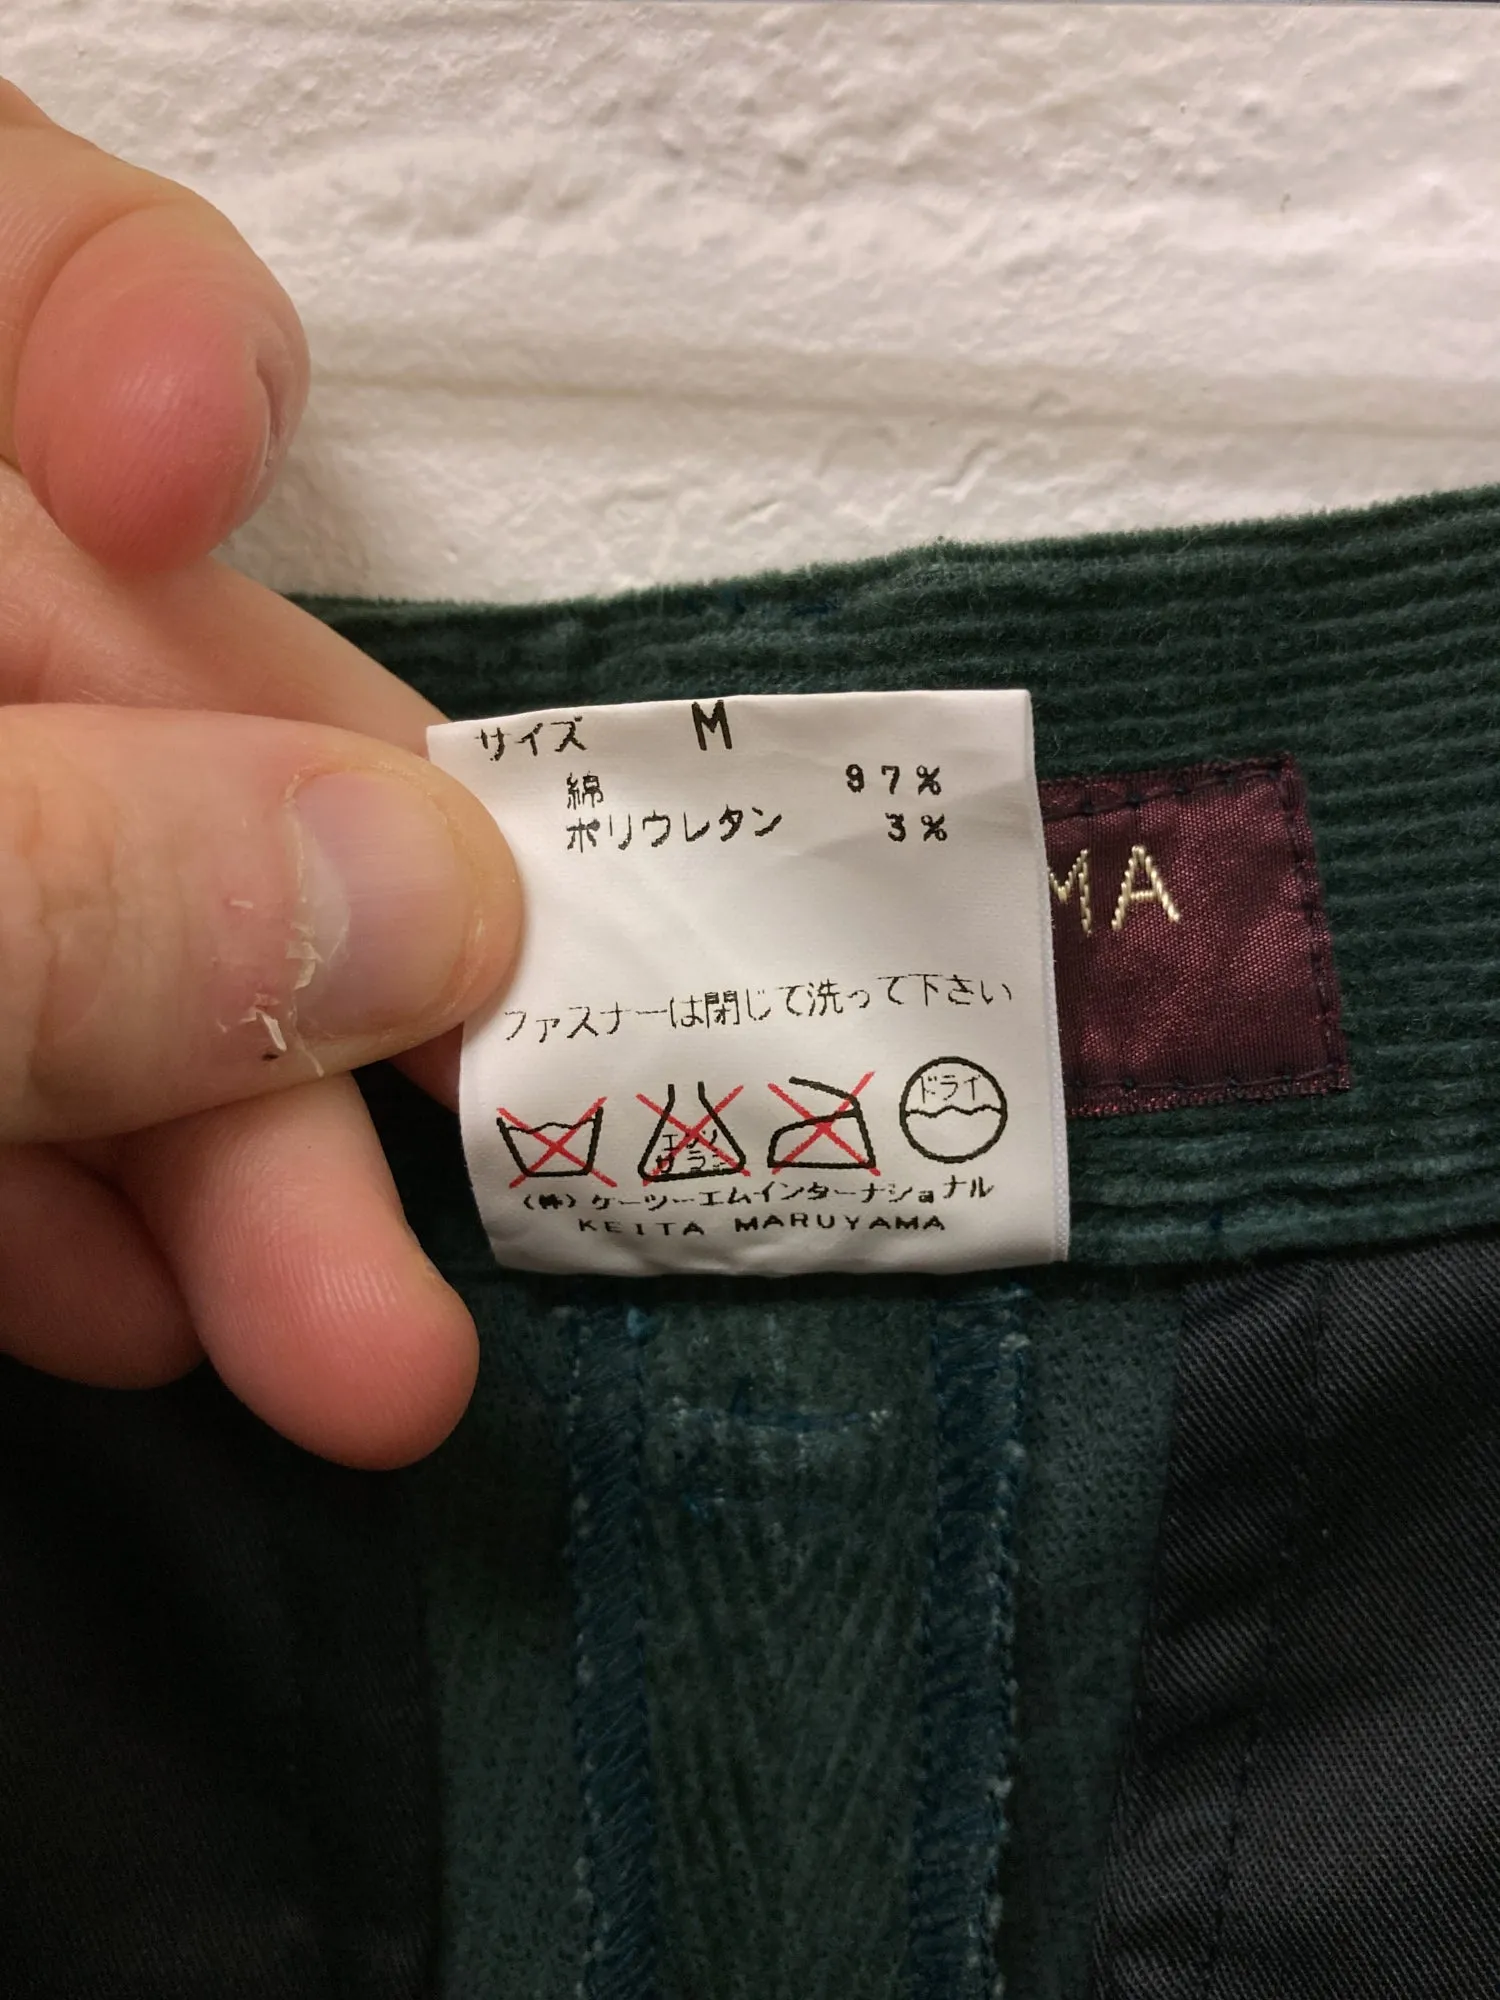 サイズ M
綿 97%
ポリウレタン 3%
MA
ファスナーは閉じて洗って下さい
エンソ サラシ
ドライ
(株)ケーツーエムインターナショナル
KEITA MARUYAMA